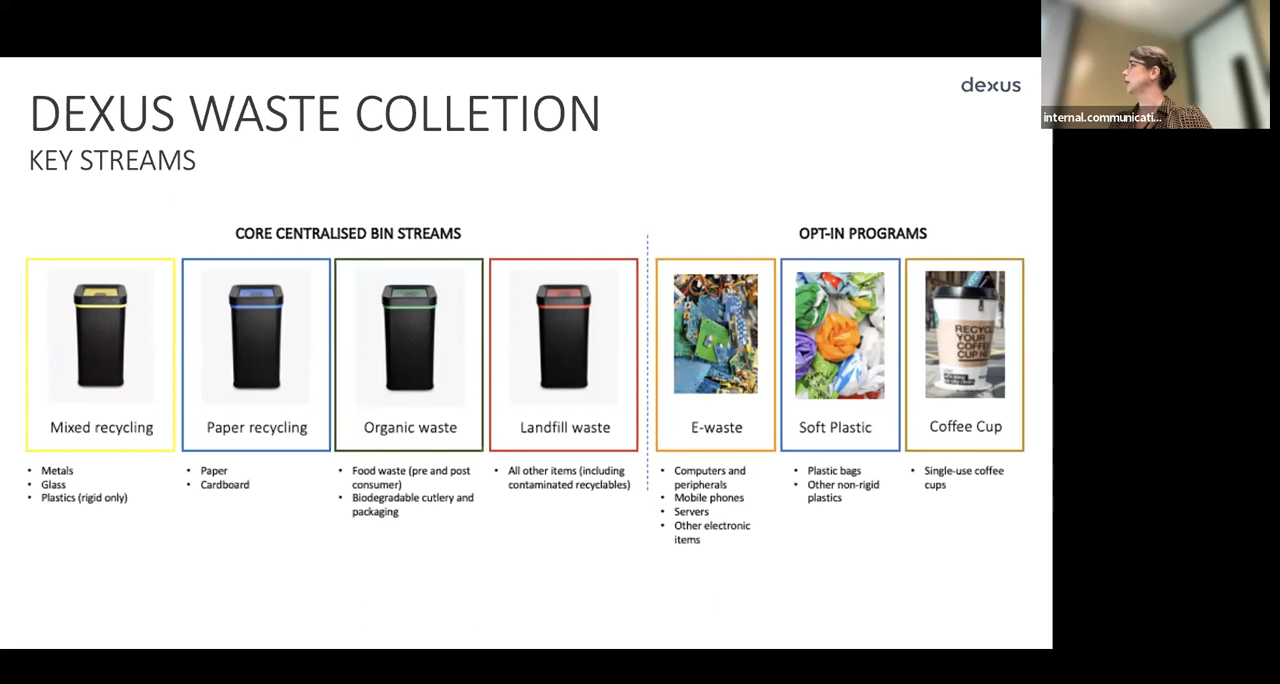 dexus
internal.communicati...
DEXUS WASTE COLLETION
KEY STREAMS
CORE CENTRALISED BIN STREAMS
OPT-IN PROGRAMS
RECYC
YOUR
COFFE
CUP H
Mixed recycling
Paper recycling
Organic waste
Landfill waste
E-waste
Soft Plastic
Coffee Cup
• Metals
• Glass
• Plastics (rigid only)
• Paper
• Cardboard
• Food waste (pre and post
consumer)
• Biodegradable cutlery and
packaging
• All other items (including
contaminated recyclables)
• Computers and
peripherals
• Mobile phones
• Servers
• Other electronic
items
• Plastic bags
• Other non-rigid
plastics
• Single-use coffee
cups